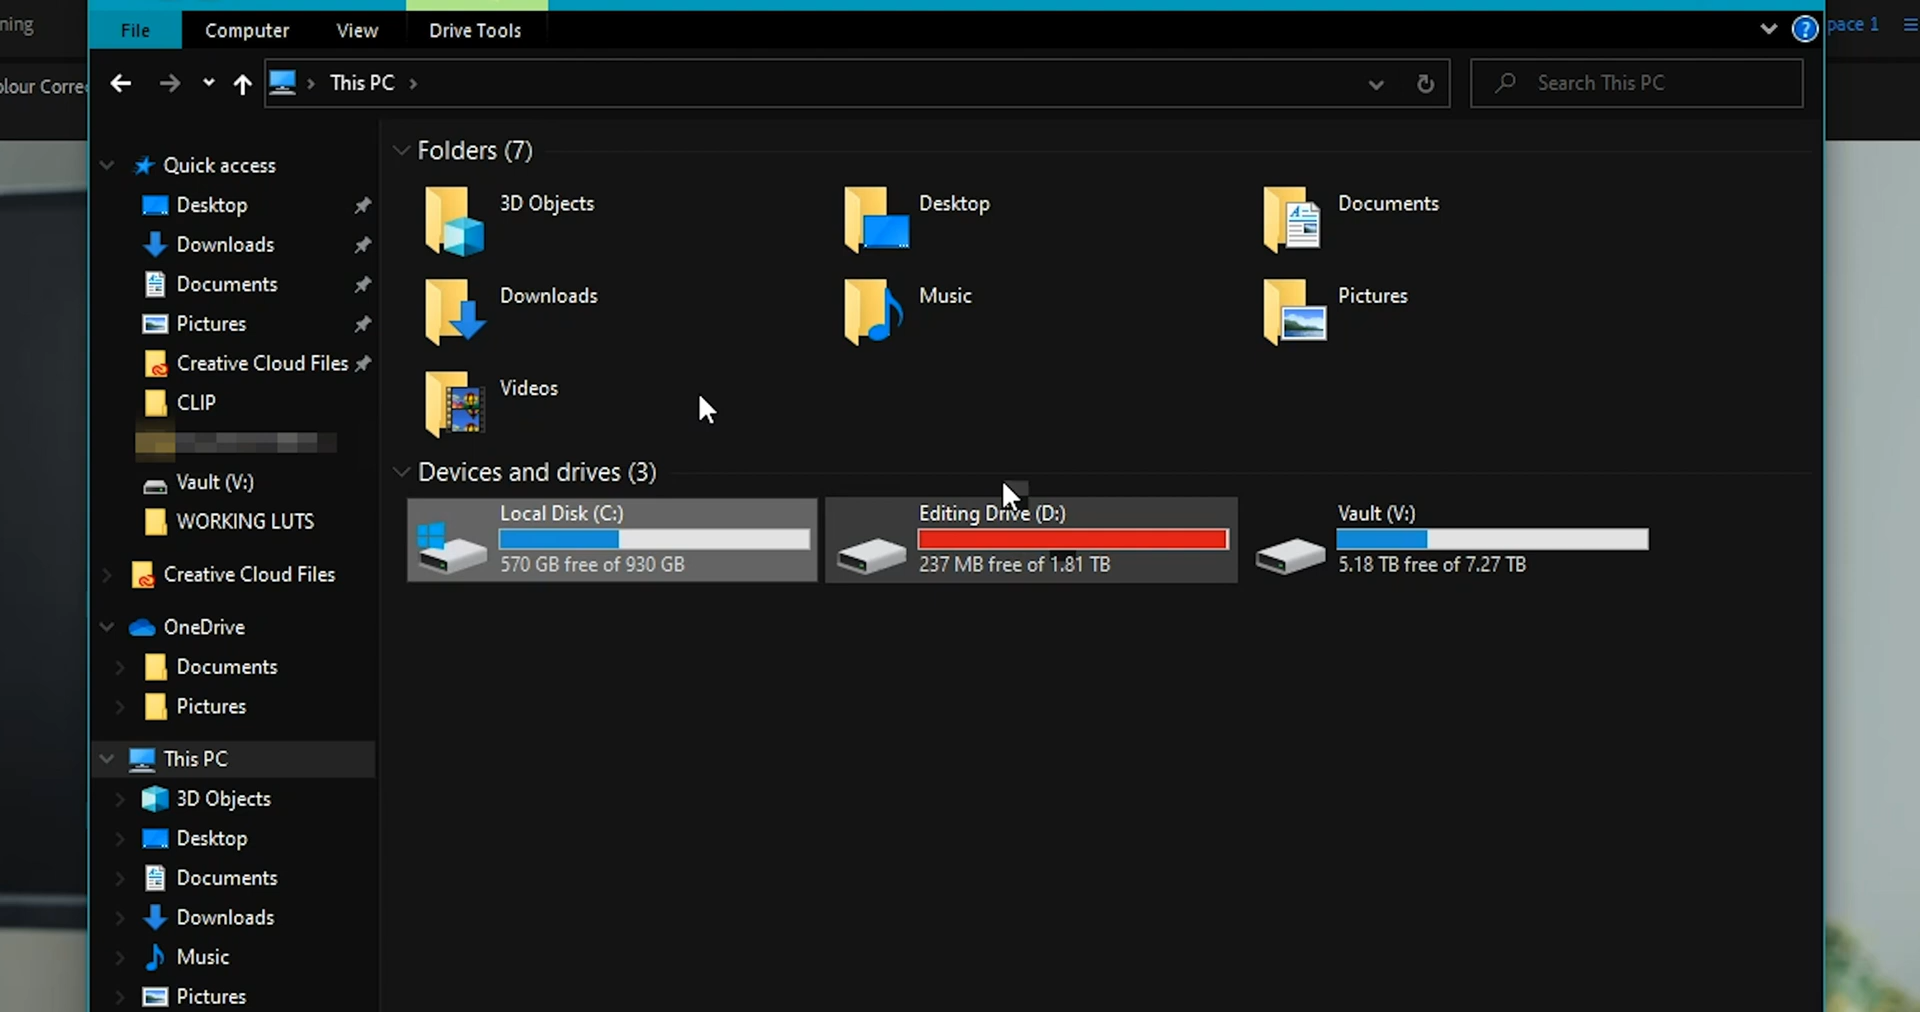 ning
File
Computer
View
Drive Tools
?
pace 1
olour Corre
This PC
Search This PC
Quick access
Desktop
Downloads
Documents
Pictures
Creative Cloud Files
CLIP
Vault (V:)
WORKING LUTS
Creative Cloud Files
OneDrive
Documents
Pictures
This PC
3D Objects
Desktop
Documents
Downloads
Music
Pictures
Folders (7)
3D Objects
Desktop
Documents
Downloads
Music
Pictures
Videos
Devices and drives (3)
Local Disk (C:)
570 GB free of 930 GB
Editing Drive (D:)
237 MB free of 1.81 TB
Vault (V:)
5.18 TB free of 7.27 TB